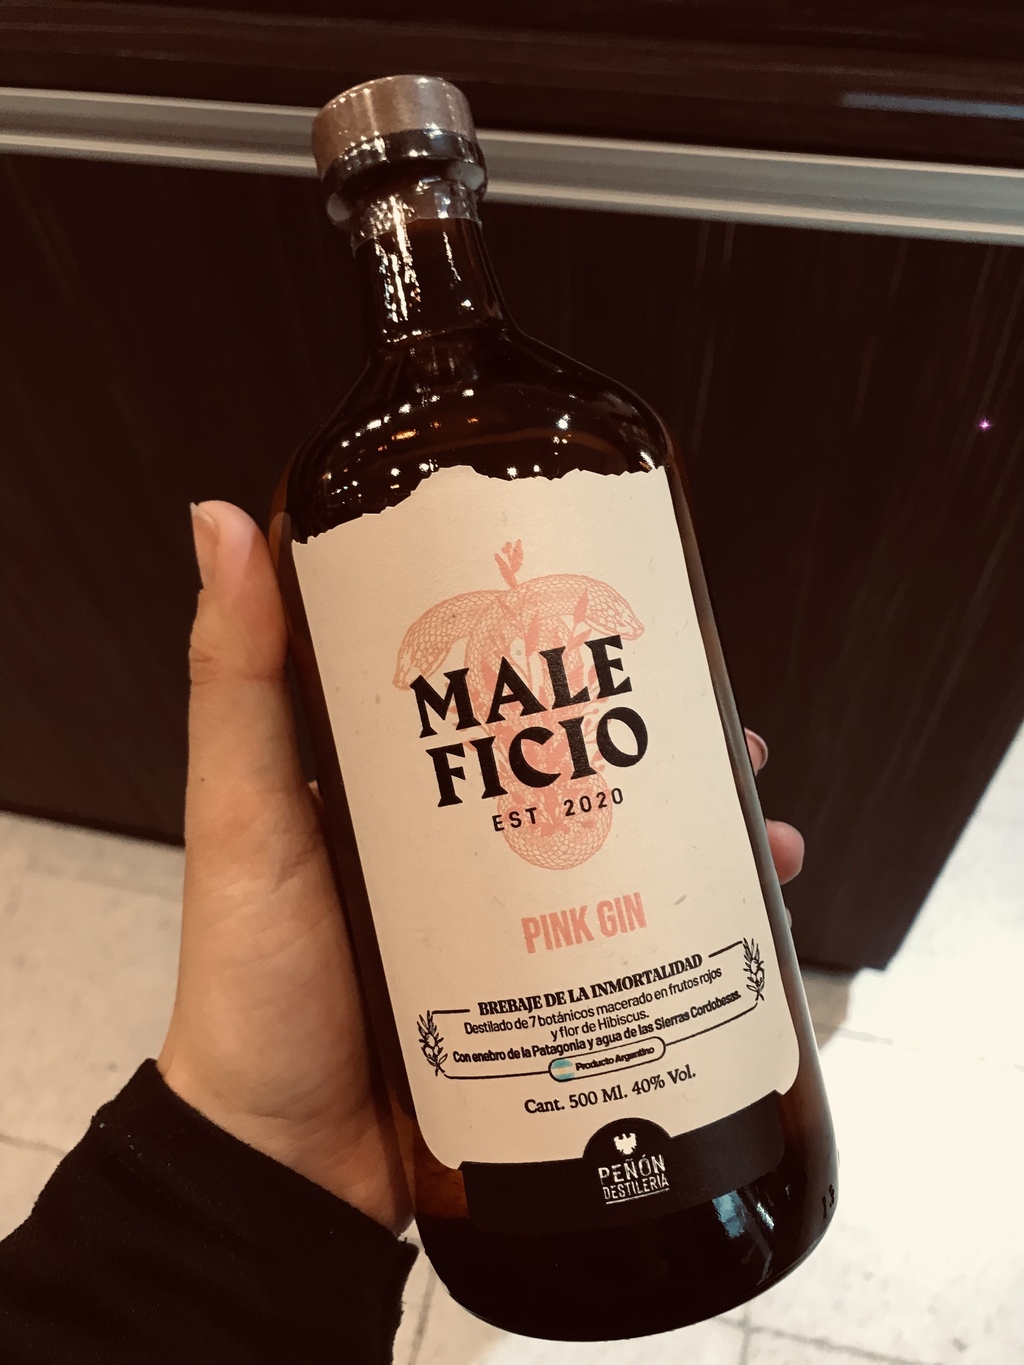 MALE
FICIO
EST 2020
PINK GIN
BREBAJE DE LA INMORTALIDAD
Destilado de 7 botánicos macerado en frutos rojos
y flor de Hibiscus.
Con enebro de la Patagonia y agua de las Sierras Cordobesas.
Producto Argentino
Cant. 500 Ml. 40% Vol.
PEÑÓN
DESTILERÍA